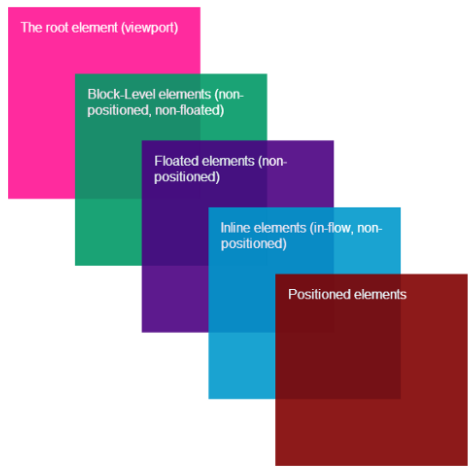 The root element (viewport)
Block-Level elements (non-
positioned, non-floated)
Floated elements (non-
positioned)
Inline elements (in-flow, non-
positioned)
Positioned elements